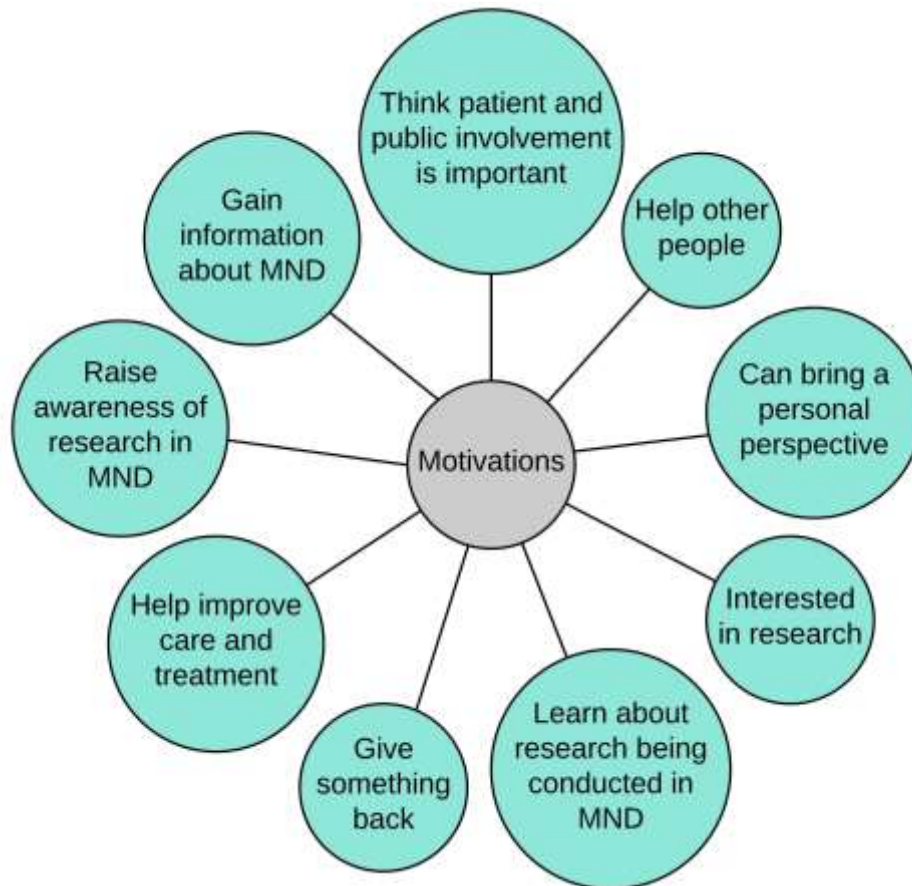 Think patient and
public involvement
is important
Help other
people
Can bring a
personal
perspective
Interested
in research
Learn about
research being
conducted in
MND
Give
something
back
Help improve
care and
treatment
Raise
awareness of
research in
MND
Gain
information
about MND
Motivations